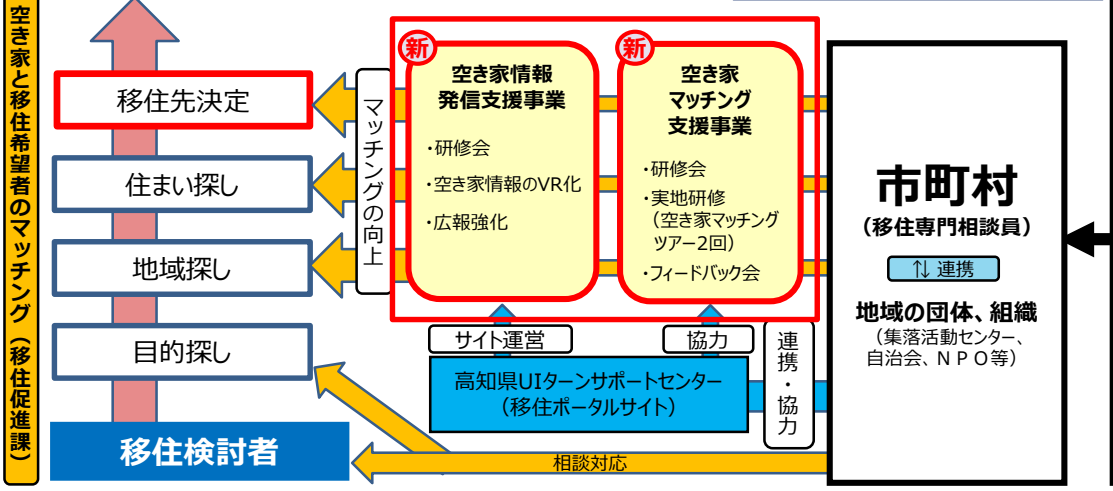 空き家と移住希望者のマッチング（移住促進課）
移住先決定
住まい探し
地域探し
目的探し
移住検討者
マッチングの向上
新
空き家情報
発信支援事業
・研修会
・空き家情報のVR化
・広報強化
新
空き家
マッチング
支援事業
・研修会
・実地研修
（空き家マッチング
ツアー2回）
・フィードバック会
サイト運営
協力
高知県UIターンサポートセンター
（移住ポータルサイト）
連携・協力
相談対応
市町村
（移住専門相談員）
⇅ 連携
地域の団体、組織
（集落活動センター、
自治会、ＮＰＯ等）